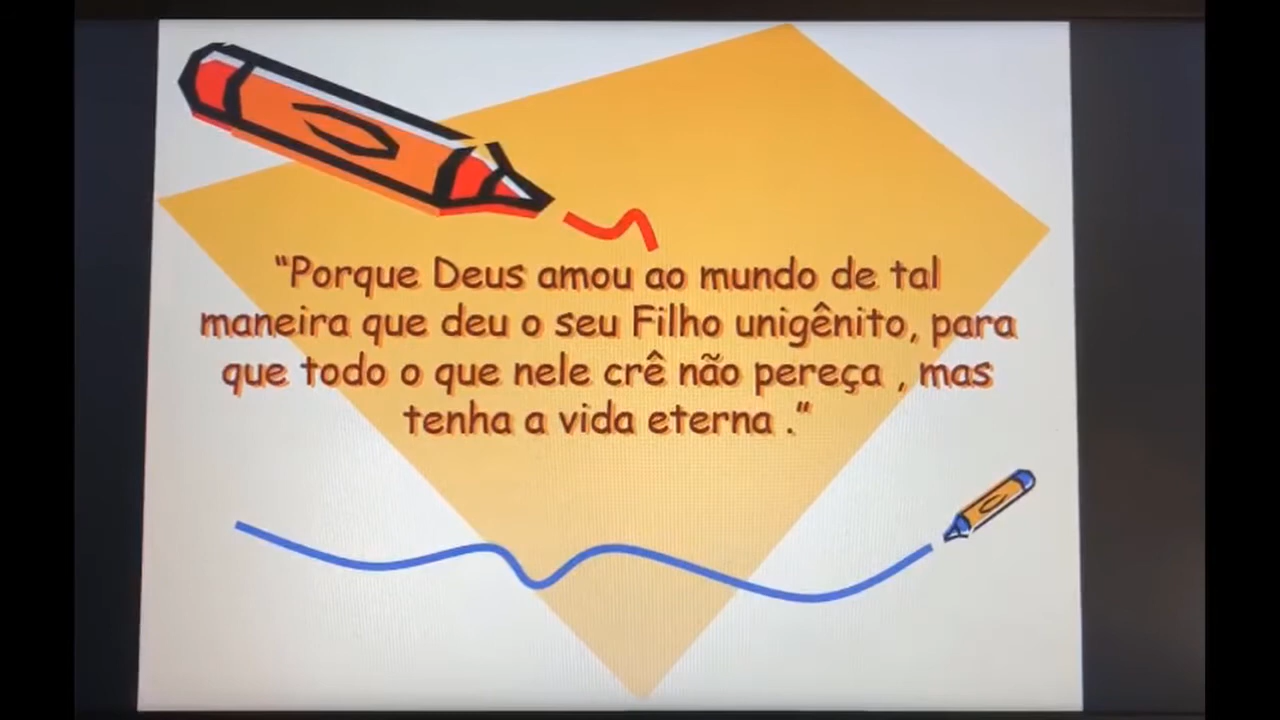 “Porque Deus amou ao mundo de tal
maneira que deu o seu Filho unigênito, para
que todo o que nele crê não pereça , mas
tenha a vida eterna .”